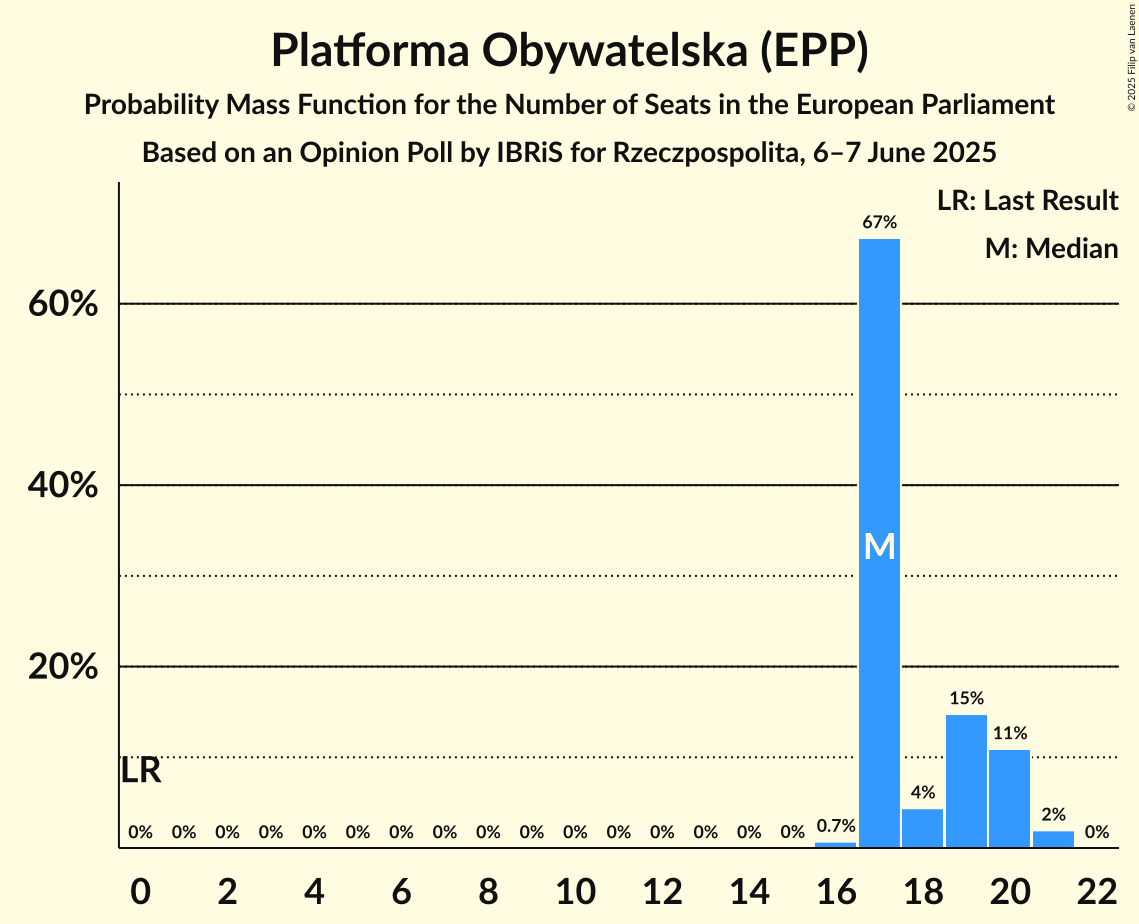 Platforma Obywatelska (EPP)
Probability Mass Function for the Number of Seats in the European Parliament
Based on an Opinion Poll by IBRiS for Rzeczpospolita, 6–7 June 2025
© 2025 Filip van Laenen
LR: Last Result
M: Median
60%
40%
20%
67%
M
15%
11%
4%
2%
LR
0% 0% 0% 0% 0% 0% 0% 0% 0% 0% 0% 0% 0% 0% 0% 0% 0.7% 0%
0 2 4 6 8 10 12 14 16 18 20 22